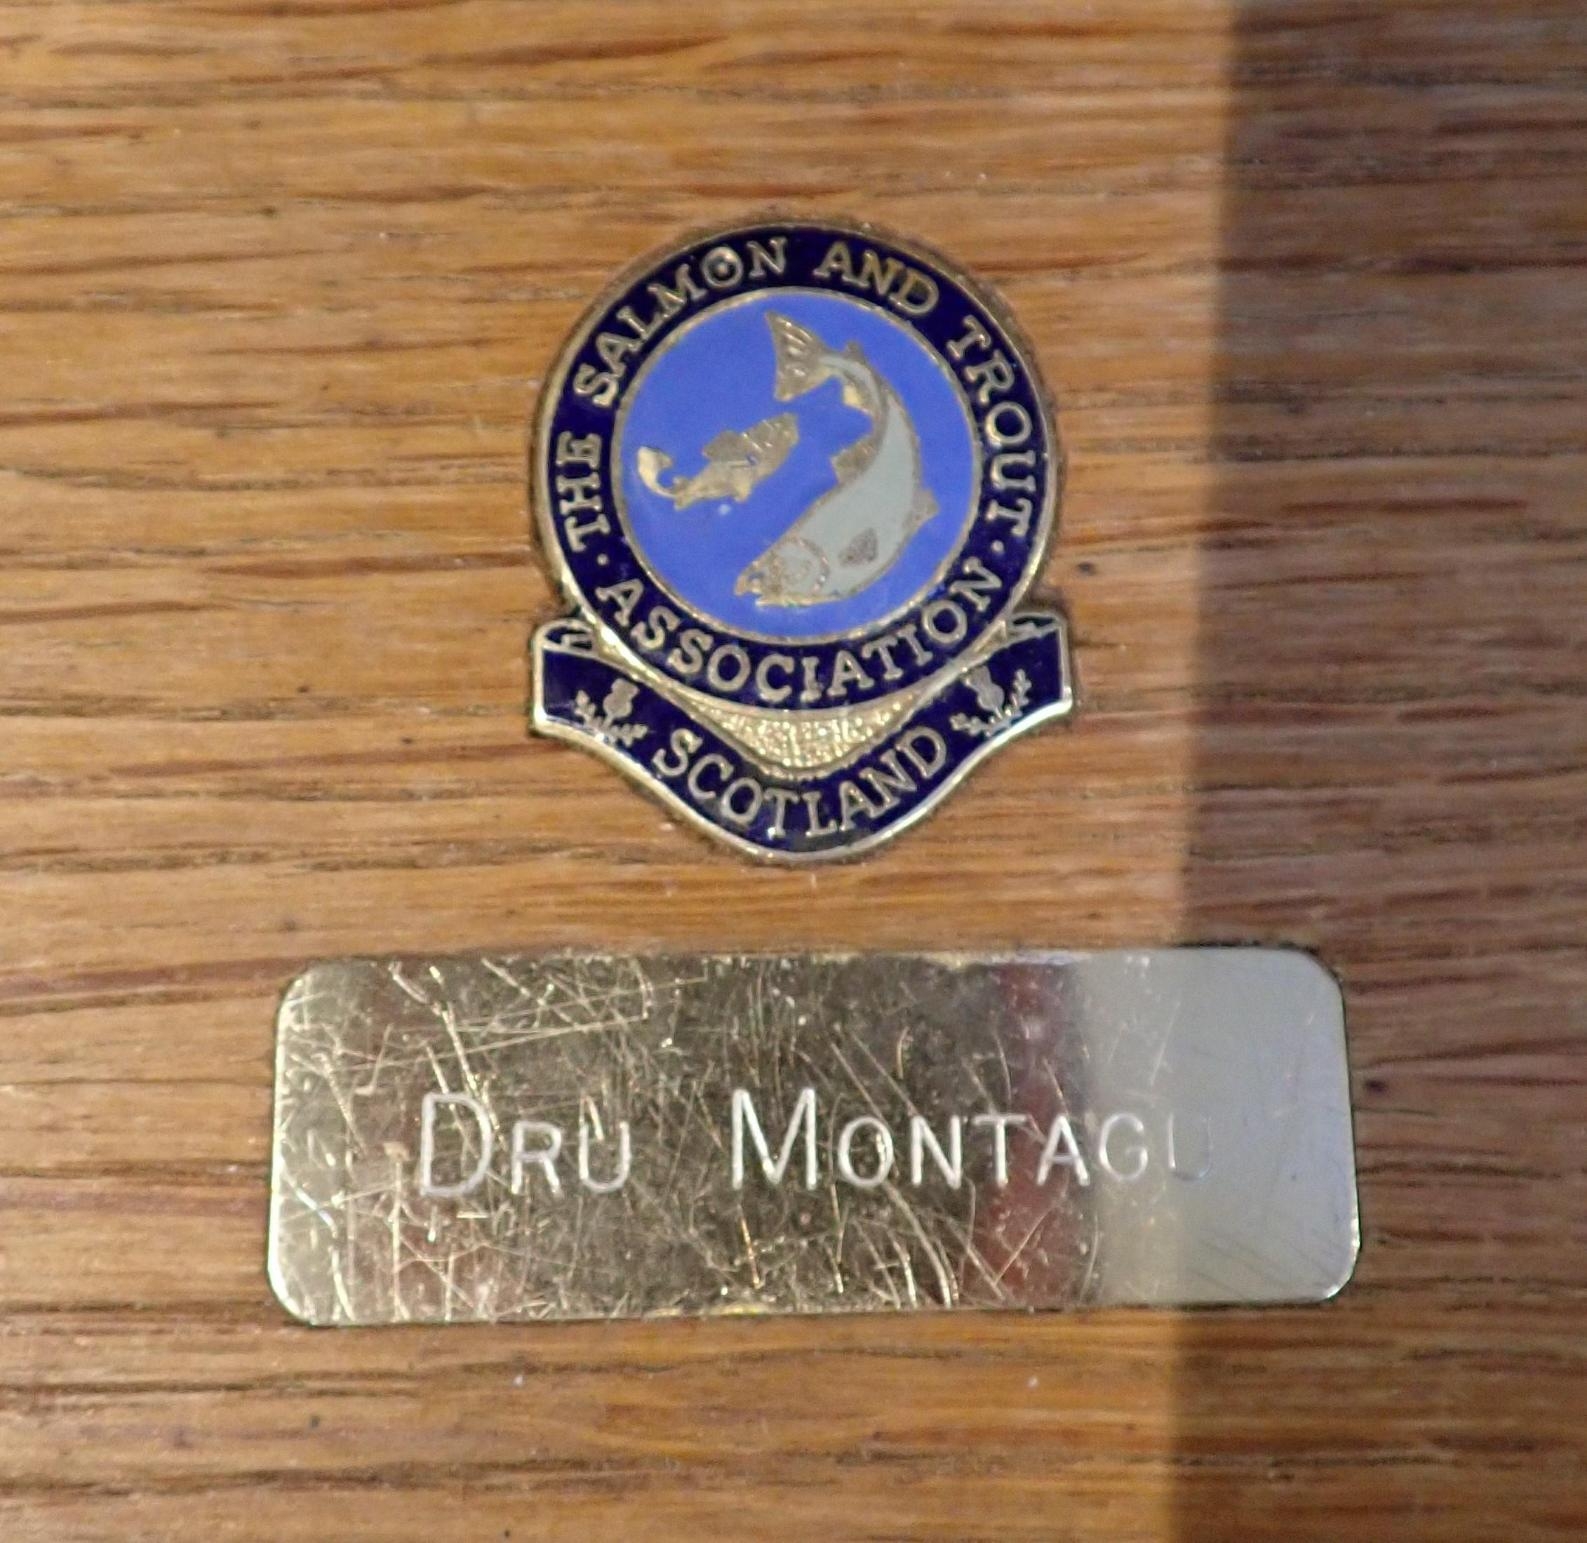 THE SALMON AND TROUT
· ASSOCIATION ·
SCOTLAND
DRU MONTAGU